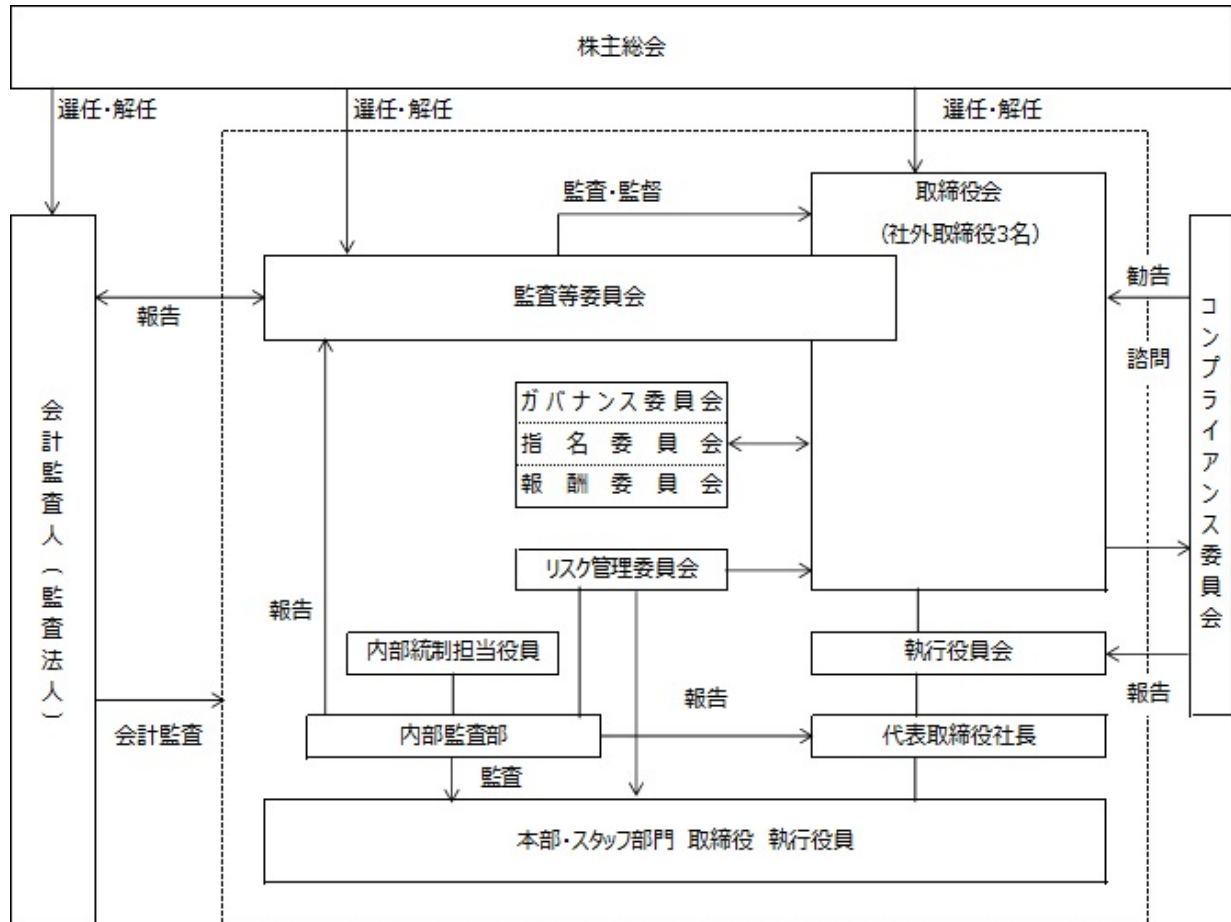 株主総会
選任・解任
選任・解任
選任・解任
監査・監督
取締役会
(社外取締役3名)
監査等委員会
報告
勧告
諮問
コンプライアンス委員会
会計監査人(監査法人)
ガバナンス委員会
指名委員会
報酬委員会
リスク管理委員会
報告
内部統制担当役員
執行役員会
報告
報告
会計監査
内部監査部
代表取締役社長
監査
本部・スタッフ部門 取締役 執行役員